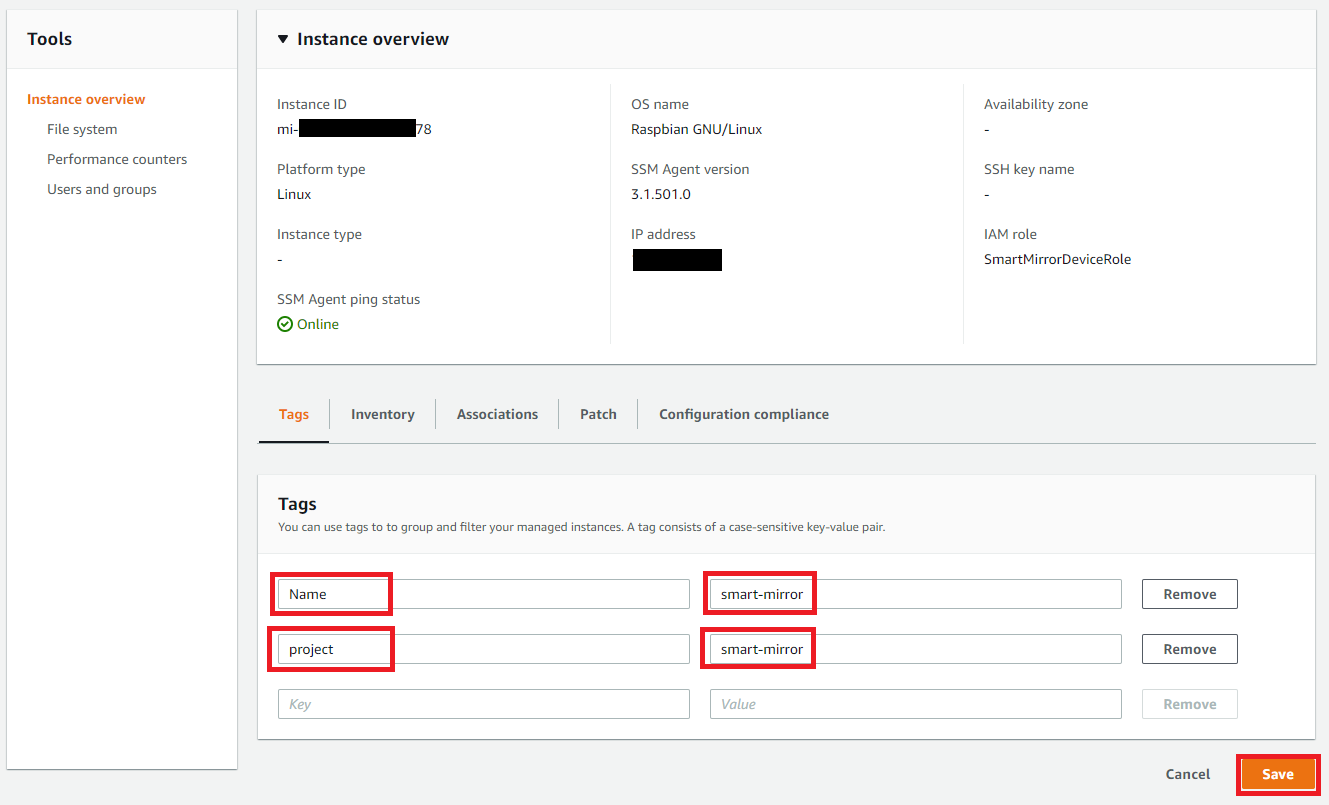 Tools
Instance overview
File system
Performance counters
Users and groups
Instance overview
Instance ID
mi-78
Platform type
Linux
Instance type
-
SSM Agent ping status
Online
OS name
Raspbian GNU/Linux
SSM Agent version
3.1.501.0
IP address
Availability zone
-
SSH key name
-
IAM role
SmartMirrorDeviceRole
Tags Inventory Associations Patch Configuration compliance
Tags
You can use tags to to group and filter your managed instances. A tag consists of a case-sensitive key-value pair.
Name smart-mirror Remove
project smart-mirror Remove
Key Value Remove
Cancel Save